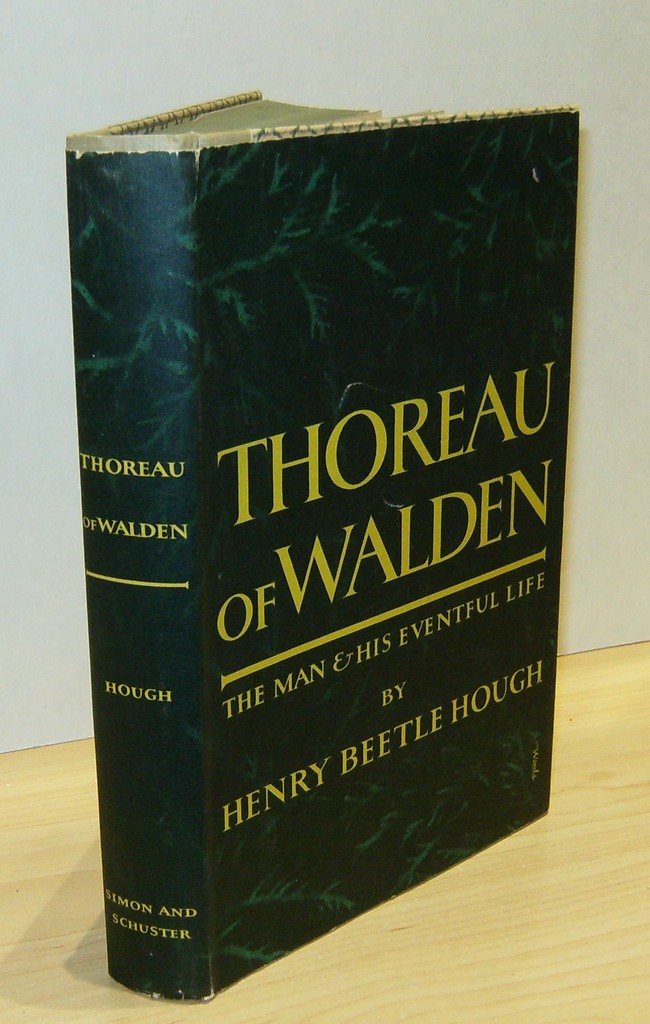 THOREAU
OF WALDEN
HOUGH
SIMON AND
SCHUSTER
THOREAU
OF WALDEN
THE MAN & HIS EVENTFUL LIFE
BY
HENRY BEETLE HOUGH